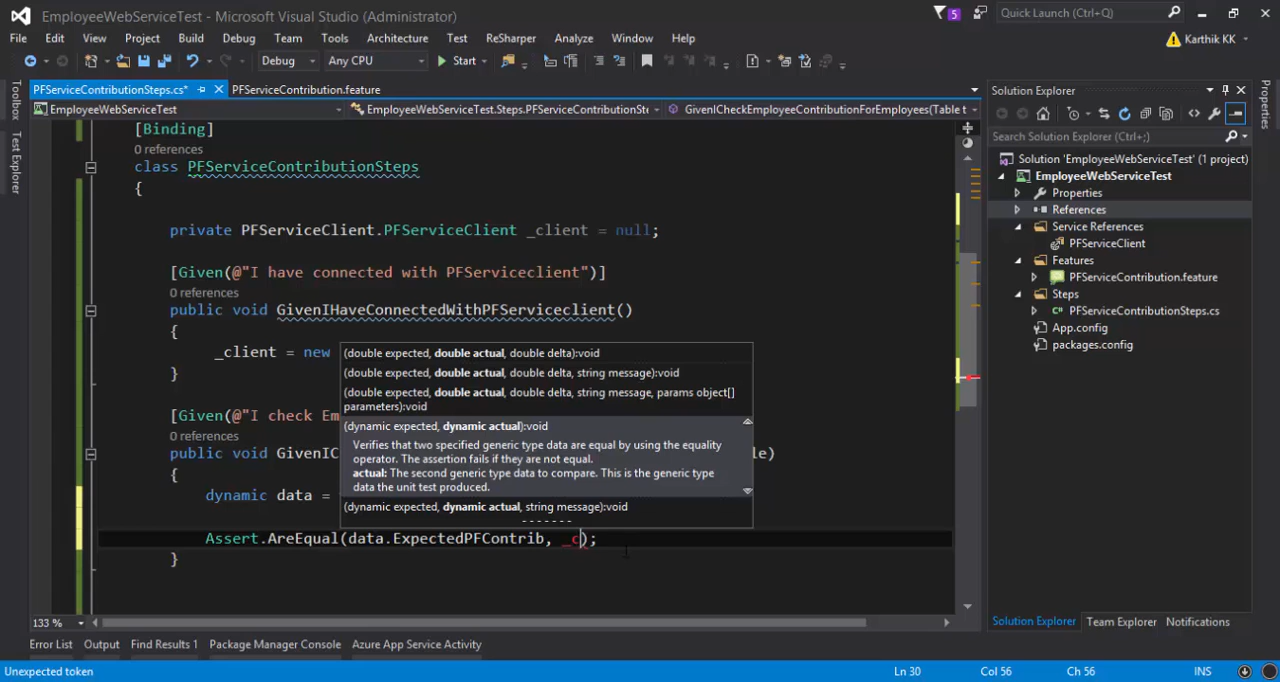 EmployeeWebServiceTest - Microsoft Visual Studio (Administrator)
5
Quick Launch (Ctrl+Q)
File Edit View Project Build Debug Team Tools Architecture Test ReSharper Analyze Window Help
Karthik KK
Debug Any CPU Start
Toolbox
Test Explorer
PFServiceContributionSteps.cs* PFServiceContribution.feature
EmployeeWebServiceTest EmployeeWebServiceTest.Steps.PFServiceContributionSte GivenICheckEmployeeContributionForEmployees(Table t
[Binding]
0 references
class PFServiceContributionSteps
{
private PFServiceClient.PFServiceClient _client = null;
[Given(@"I have connected with PFServiceclient")]
0 references
public void GivenIHaveConnectedWithPFServiceclient()
{
_client = new
}
[Given(@"I check Em
0 references
public void GivenIC le)
{
dynamic data =
Assert.AreEqual(data.ExpectedPFContrib, _c);
}
(double expected, double actual, double delta):void
(double expected, double actual, double delta, string message):void
(double expected, double actual, double delta, string message, params object[]
parameters):void
(dynamic expected, dynamic actual):void
Verifies that two specified generic type data are equal by using the equality
operator. The assertion fails if they are not equal.
actual: The second generic type data to compare. This is the generic type
data the unit test produced.
(dynamic expected, dynamic actual, string message):void
133 %
Solution Explorer
Search Solution Explorer (Ctrl+;)
Solution 'EmployeeWebServiceTest' (1 project)
EmployeeWebServiceTest
Properties
References
Service References
PFServiceClient
Features
PFServiceContribution.feature
Steps
PFServiceContributionSteps.cs
App.config
packages.config
Properties
Solution Explorer Team Explorer Notifications
Error List Output Find Results 1 Package Manager Console Azure App Service Activity
Unexpected token Ln 30 Col 56 Ch 56 INS